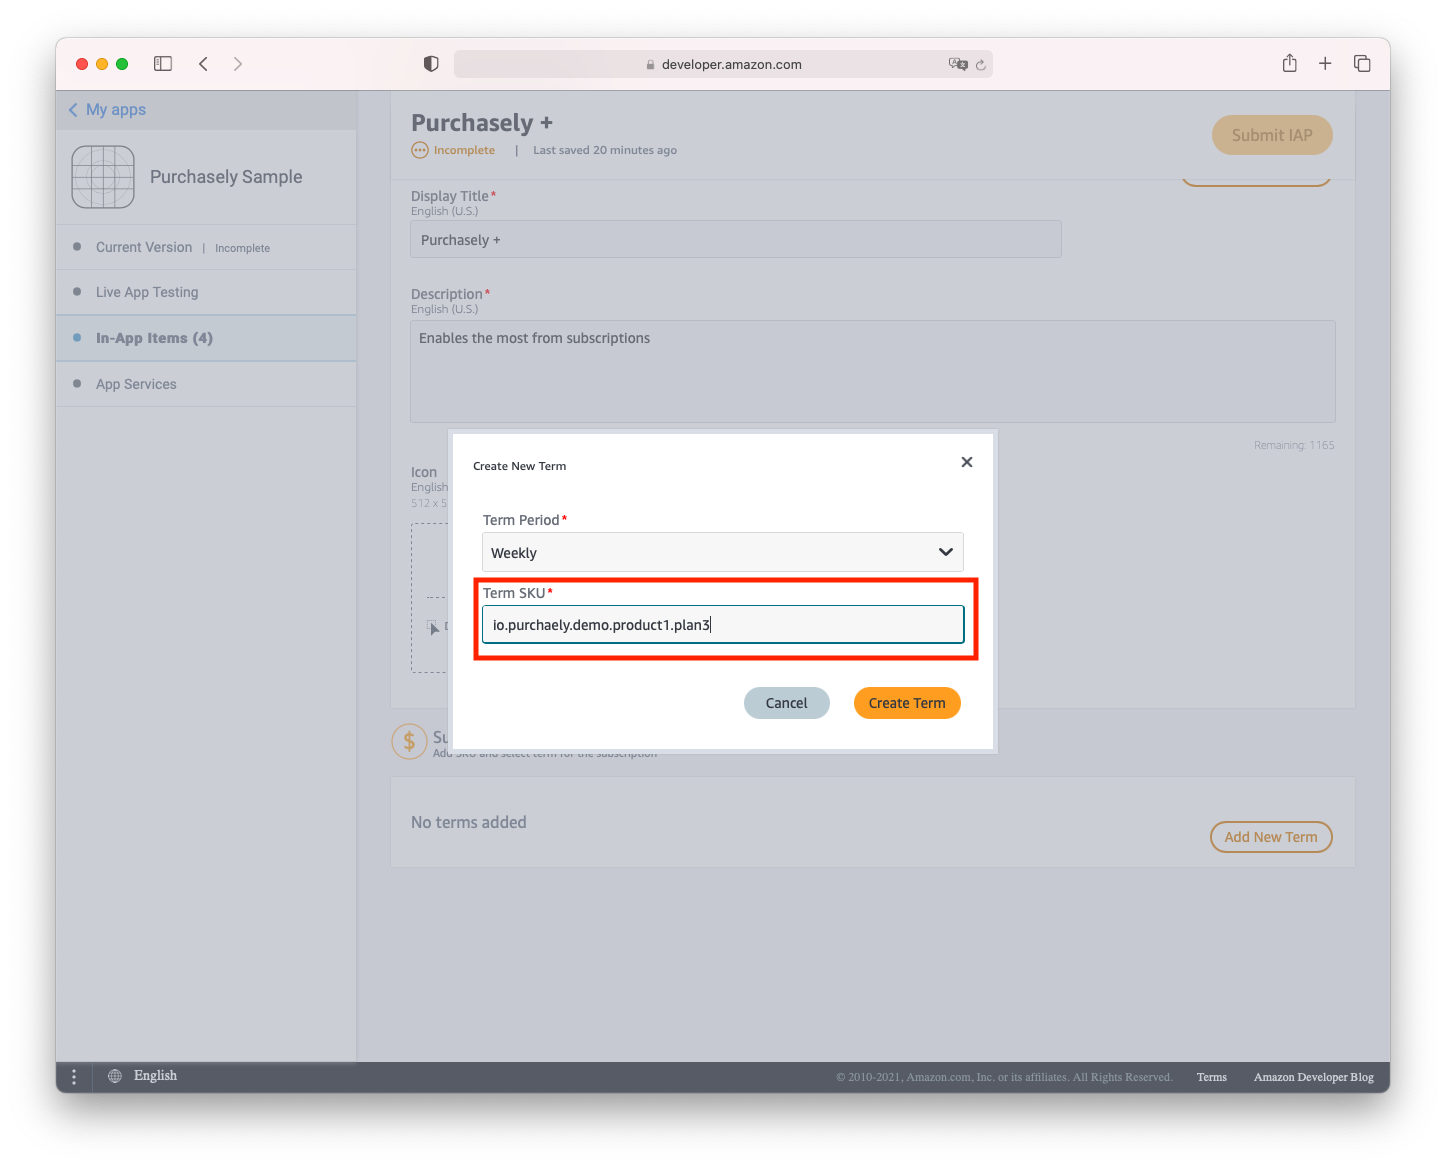 developer.amazon.com
My apps
Purchasely Sample
Current Version | Incomplete
Live App Testing
In-App Items (4)
App Services
Purchasely +
Incomplete | Last saved 20 minutes ago
Submit IAP
Display Title*
English (U.S.)
Purchasely +
Description*
English (U.S.)
Enables the most from subscriptions
Remaining: 1165
Icon
English
512 x 5
Create New Term
Term Period*
Weekly
Term SKU*
io.purchaely.demo.product1.plan3
Cancel
Create Term
$
Su
Add SKU and select term for the subscription
No terms added
Add New Term
English
© 2010-2021, Amazon.com, Inc. or its affiliates. All Rights Reserved.
Terms
Amazon Developer Blog